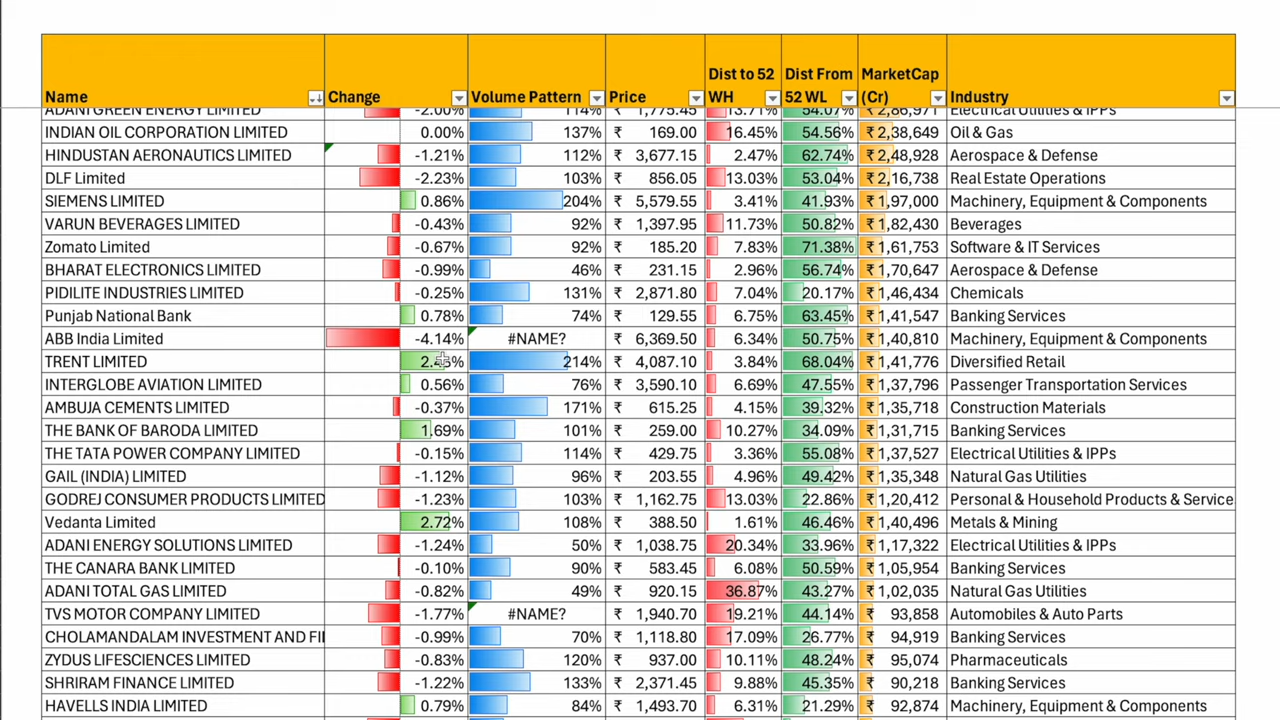 Name Change Volume Pattern Price Dist to 52 WH Dist From 52 WL MarketCap (Cr) Industry
ADANI GREEN ENERGY LIMITED -2.00% 114% ₹ 1,775.45 13.71% 54.07% ₹ 2,86,971 Electrical Utilities & IPPs
INDIAN OIL CORPORATION LIMITED 0.00% 137% ₹ 169.00 16.45% 54.56% ₹ 2,38,649 Oil & Gas
HINDUSTAN AERONAUTICS LIMITED -1.21% 112% ₹ 3,677.15 2.47% 62.74% ₹ 2,48,928 Aerospace & Defense
DLF Limited -2.23% 103% ₹ 856.05 13.03% 53.04% ₹ 2,16,738 Real Estate Operations
SIEMENS LIMITED 0.86% 204% ₹ 5,579.55 3.41% 41.93% ₹ 1,97,000 Machinery, Equipment & Components
VARUN BEVERAGES LIMITED -0.43% 92% ₹ 1,397.95 11.73% 50.82% ₹ 1,82,430 Beverages
Zomato Limited -0.67% 92% ₹ 185.20 7.83% 71.38% ₹ 1,61,753 Software & IT Services
BHARAT ELECTRONICS LIMITED -0.99% 46% ₹ 231.15 2.96% 56.74% ₹ 1,70,647 Aerospace & Defense
PIDILITE INDUSTRIES LIMITED -0.25% 131% ₹ 2,871.80 7.04% 20.17% ₹ 1,46,434 Chemicals
Punjab National Bank 0.78% 74% ₹ 129.55 6.75% 63.45% ₹ 1,41,547 Banking Services
ABB India Limited -4.14% #NAME? ₹ 6,369.50 6.34% 50.75% ₹ 1,40,810 Machinery, Equipment & Components
TRENT LIMITED 214% ₹ 4,087.10 3.84% 68.04% ₹ 1,41,776 Diversified Retail
INTERGLOBE AVIATION LIMITED 0.56% 76% ₹ 3,590.10 6.69% 47.55% ₹ 1,37,796 Passenger Transportation Services
AMBUJA CEMENTS LIMITED -0.37% 171% ₹ 615.25 4.15% 39.32% ₹ 1,35,718 Construction Materials
THE BANK OF BARODA LIMITED 1.69% 101% ₹ 259.00 10.27% 34.09% ₹ 1,31,715 Banking Services
THE TATA POWER COMPANY LIMITED -0.15% 114% ₹ 429.75 3.36% 55.08% ₹ 1,37,527 Electrical Utilities & IPPs
GAIL (INDIA) LIMITED -1.12% 96% ₹ 203.55 4.96% 49.42% ₹ 1,35,348 Natural Gas Utilities
GODREJ CONSUMER PRODUCTS LIMITED -1.23% 103% ₹ 1,162.75 13.03% 22.86% ₹ 1,20,412 Personal & Household Products & Service
Vedanta Limited 2.72% 108% ₹ 388.50 1.61% 46.46% ₹ 1,40,496 Metals & Mining
ADANI ENERGY SOLUTIONS LIMITED -1.24% 50% ₹ 1,038.75 20.34% 33.96% ₹ 1,17,322 Electrical Utilities & IPPs
THE CANARA BANK LIMITED -0.10% 90% ₹ 583.45 6.08% 50.59% ₹ 1,05,954 Banking Services
ADANI TOTAL GAS LIMITED -0.82% 49% ₹ 920.15 36.87% 43.27% ₹ 1,02,035 Natural Gas Utilities
TVS MOTOR COMPANY LIMITED -1.77% #NAME? ₹ 1,940.70 19.21% 44.14% ₹ 93,858 Automobiles & Auto Parts
CHOLAMANDALAM INVESTMENT AND FI -0.99% 70% ₹ 1,118.80 17.09% 26.77% ₹ 94,919 Banking Services
ZYDUS LIFESCIENCES LIMITED -0.83% 120% ₹ 937.00 10.11% 48.24% ₹ 95,074 Pharmaceuticals
SHRIRAM FINANCE LIMITED -1.22% 133% ₹ 2,371.45 9.88% 45.35% ₹ 90,218 Banking Services
HAVELLS INDIA LIMITED 0.79% 84% ₹ 1,493.70 6.31% 21.29% ₹ 92,874 Machinery, Equipment & Components